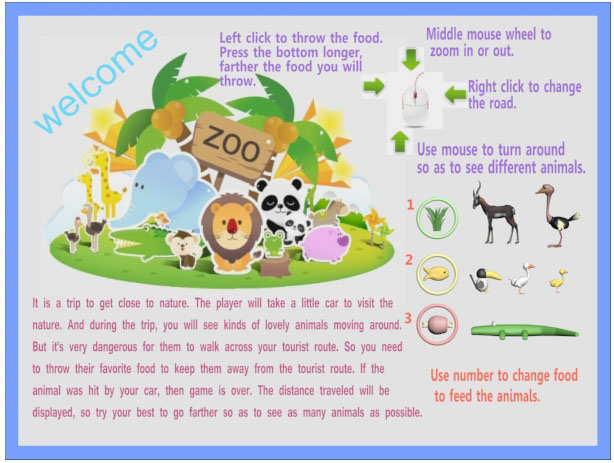 welcome
Left click to throw the food.
Press the bottom longer,
farther the food you will
throw.
Middle mouse wheel to
zoom in or out.
Right click to change
the road.
Use mouse to turn around
so as to see different animals.
ZOO
1
2
3
It is a trip to get close to nature. The player will take a little car to visit the
nature. And during the trip, you will see kinds of lovely animals moving around.
But it's very dangerous for them to walk across your tourist route. So you need
to throw their favorite food to keep them away from the tourist route. If the
animal was hit by your car, then game is over. The distance traveled will be
displayed, so try your best to go farther so as to see as many animals as possible.
Use number to change food
to feed the animals.